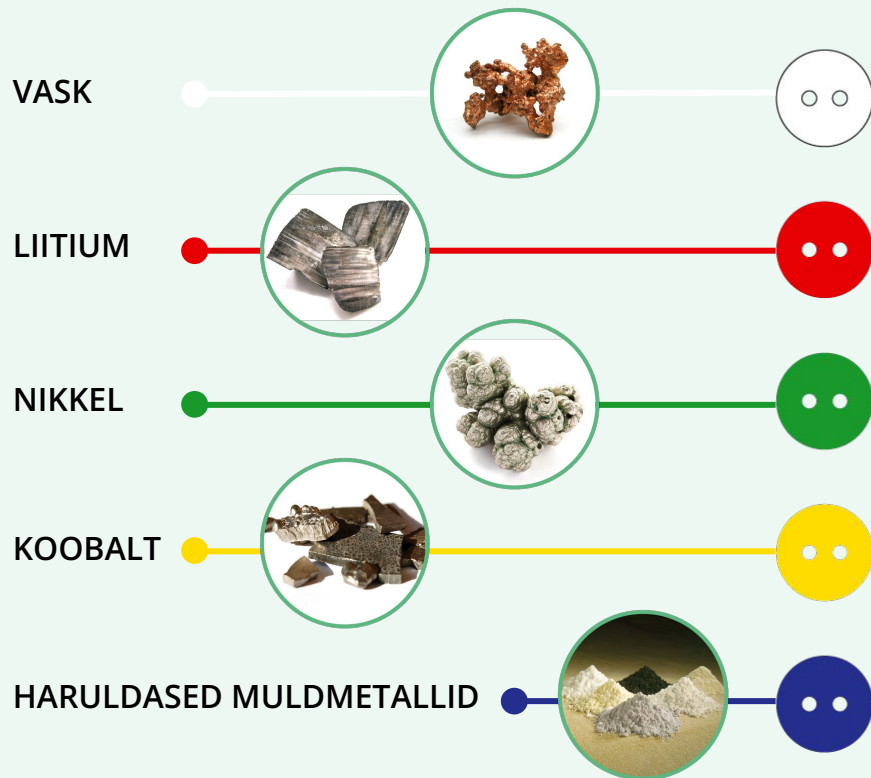 VASK
LIITIUM
NIKKEL
KOOBALT
HARULDASED MULDMETALLID